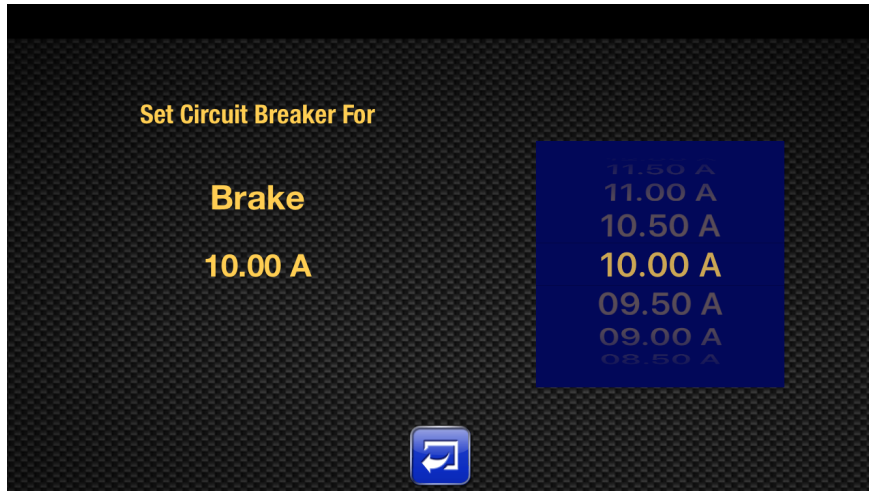 Set Circuit Breaker For
Brake
10.00 A
11.50 A
11.00 A
10.50 A
10.00 A
09.50 A
09.00 A
08.50 A